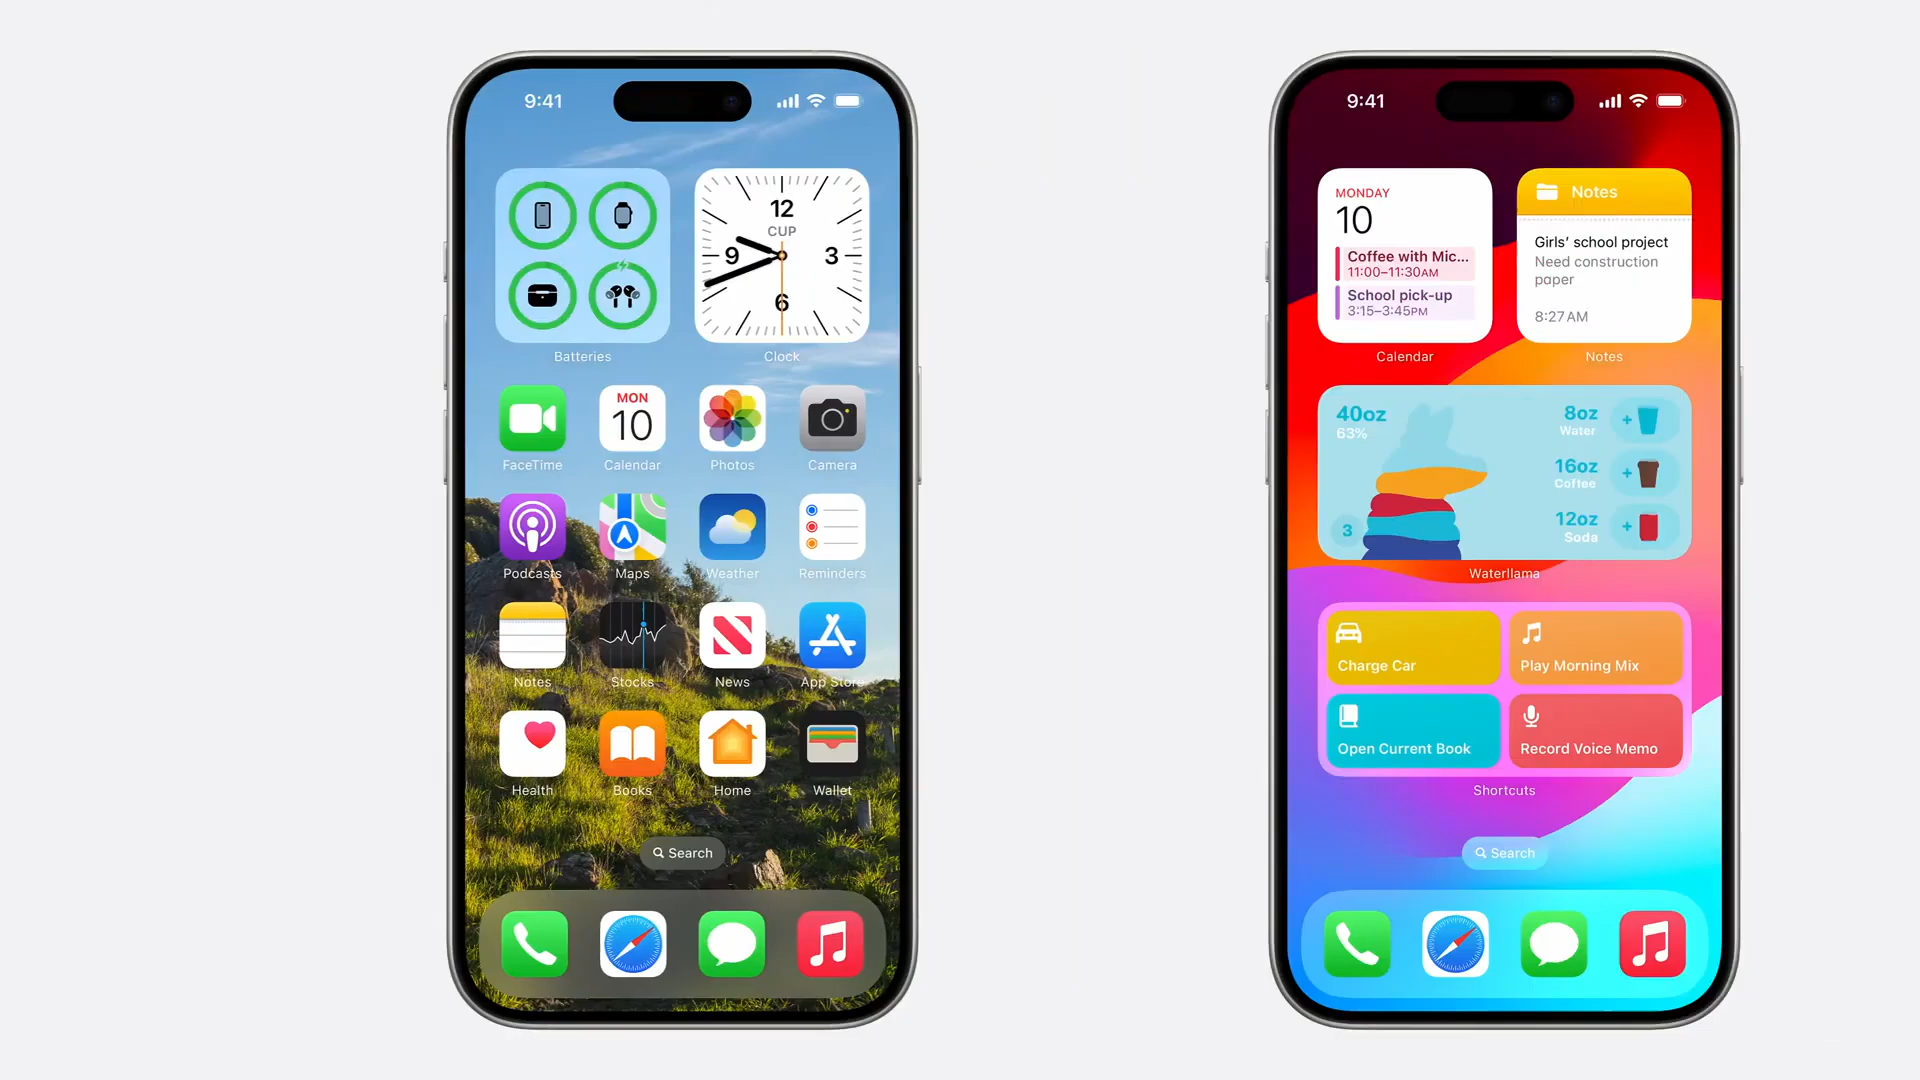 9:41
12
CUP
9
3
6
Batteries
Clock
MON
10
FaceTime
Calendar
Photos
Camera
Podcasts
Maps
Weather
Reminders
Notes
Stocks
News
App Store
Health
Books
Home
Wallet
Search
9:41
MONDAY
10
Coffee with Mic...
11:00–11:30AM
School pick-up
3:15–3:45PM
Calendar
Notes
Girls’ school project
Need construction
paper
8:27AM
Notes
40oz
63%
3
8oz
Water
+
16oz
Coffee
+
12oz
Soda
+
Waterllama
Charge Car
Play Morning Mix
Open Current Book
Record Voice Memo
Shortcuts
Search